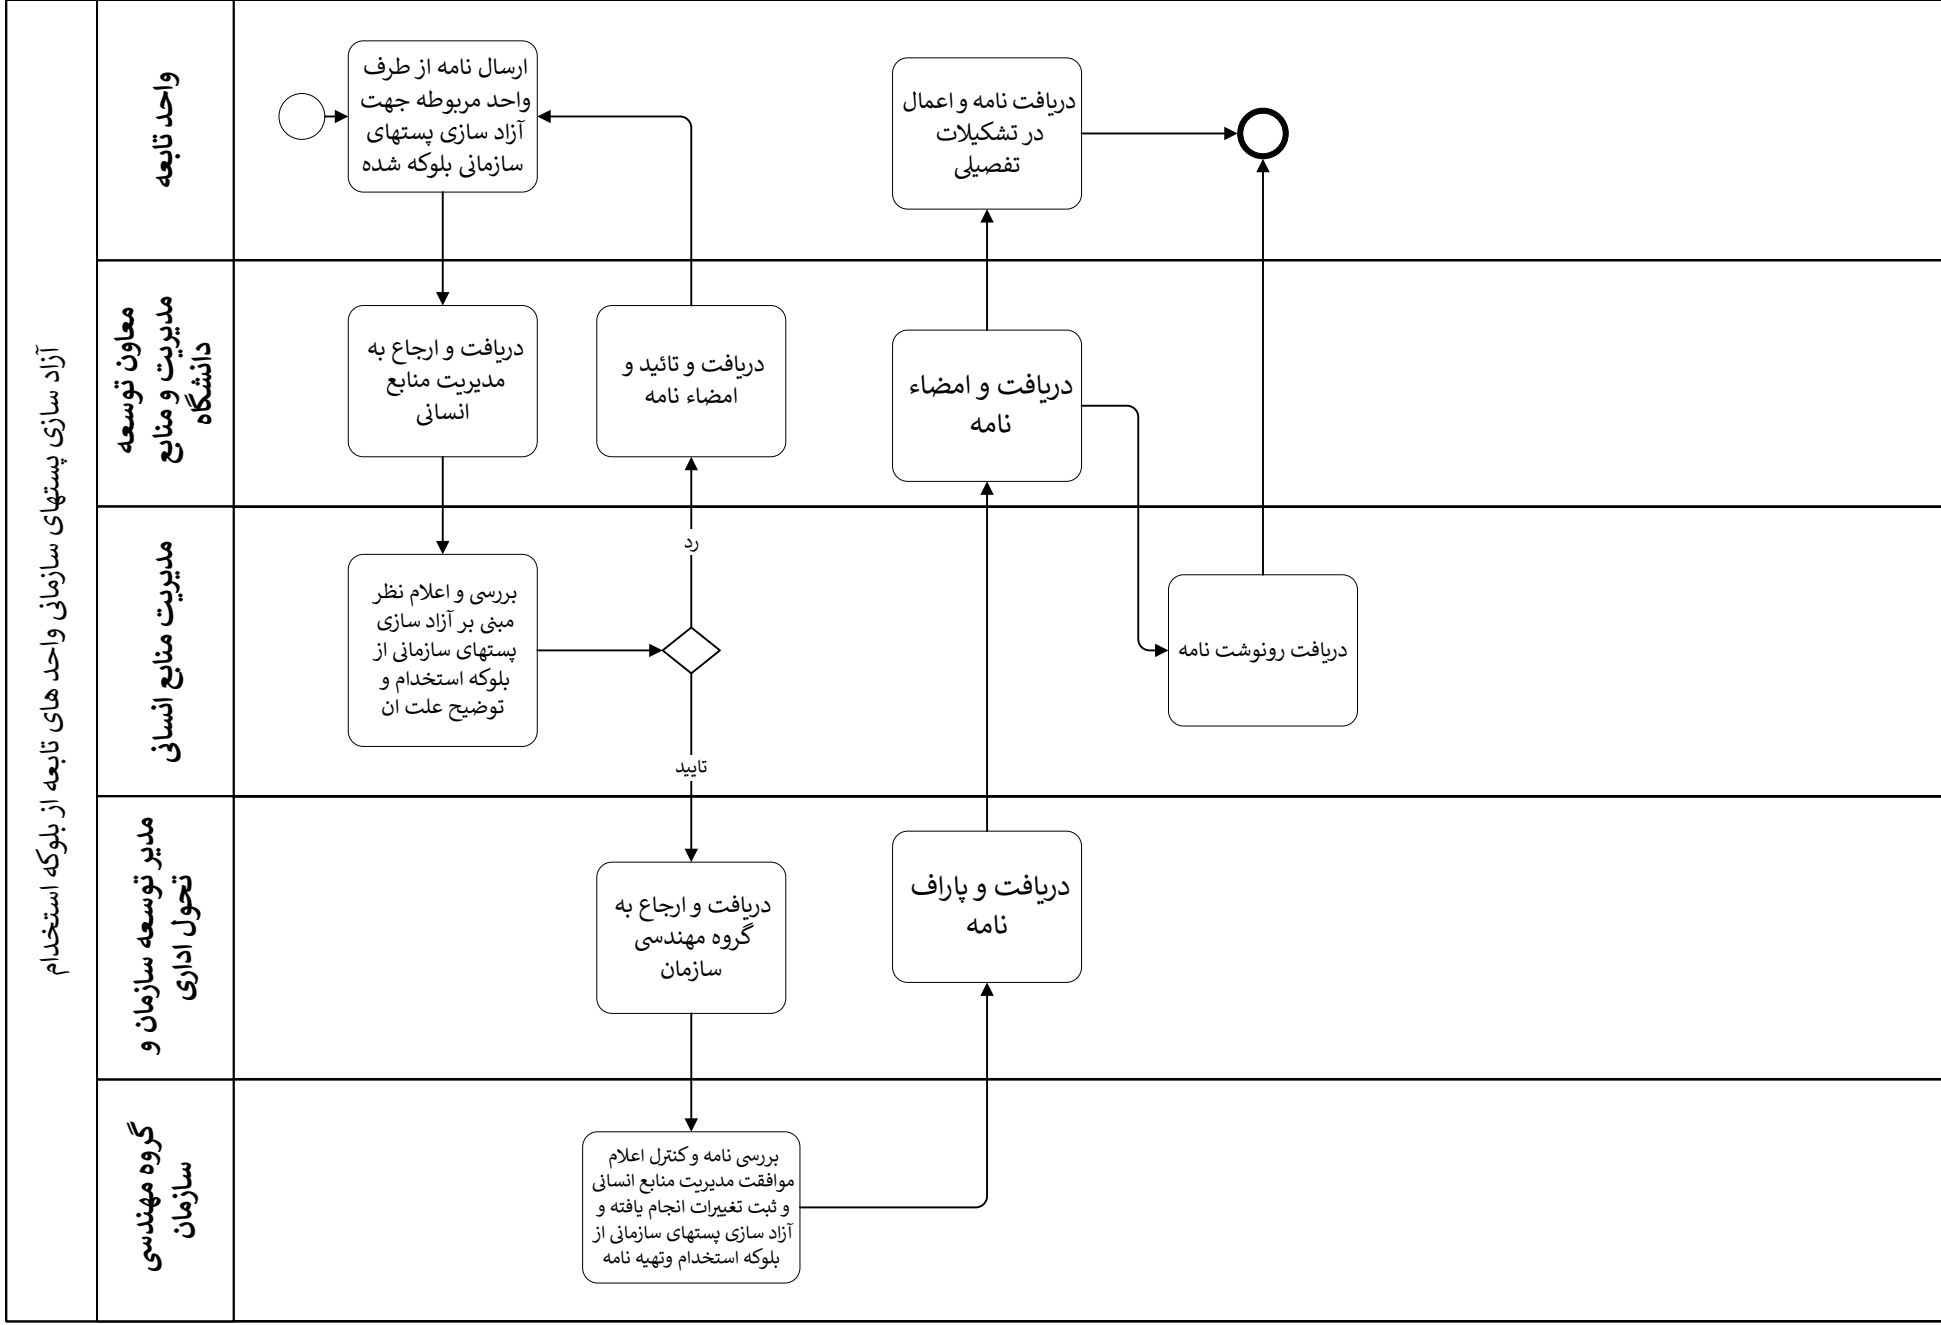 آزاد سازی پستهای سازمانی واحد های تابعه از بلوکه استخدام
واحد تابعه
ارسال نامه از طرف
واحد مربوطه جهت
آزاد سازی پستهای
سازمانی بلوکه شده
دریافت نامه و اعمال
در تشکیلات
تفصیلی
معاون توسعه
مدیریت و منابع
دانشگاه
دریافت و ارجاع به
مدیریت منابع
انسانی
دریافت و تائید و
امضاء نامه
دریافت و امضاء
نامه
مدیریت منابع انسانی
بررسی و اعلام نظر
مبنی بر آزاد سازی
پستهای سازمانی از
بلوکه استخدام و
توضیح علت ان
رد
تایید
دریافت رونوشت نامه
مدیر توسعه سازمان و
تحول اداری
دریافت و ارجاع به
گروه مهندسی
سازمان
دریافت و پاراف
نامه
گروه مهندسی
سازمان
بررسی نامه و کنترل اعلام
موافقت مدیریت منابع انسانی
و ثبت تغییرات انجام یافته و
آزاد سازی پستهای سازمانی از
بلوکه استخدام وتهیه نامه